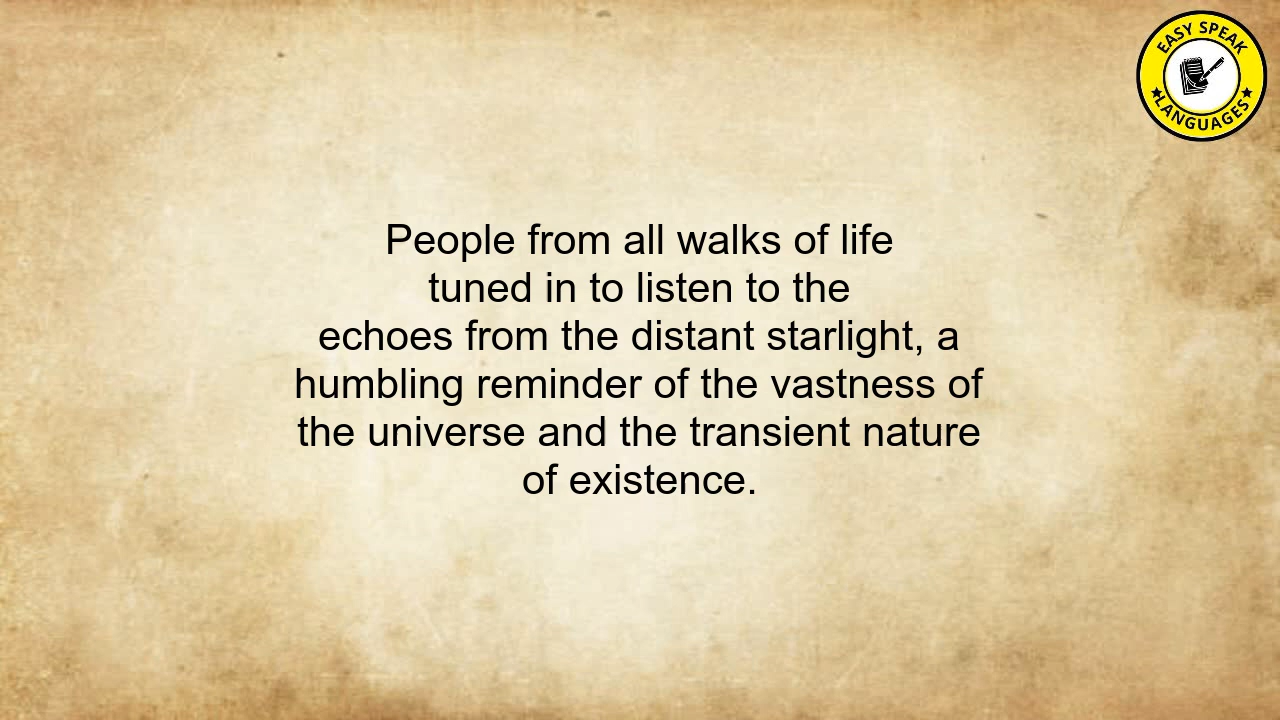 EASY SPEAK
LANGUAGES
People from all walks of life
tuned in to listen to the
echoes from the distant starlight, a
humbling reminder of the vastness of
the universe and the transient nature
of existence.